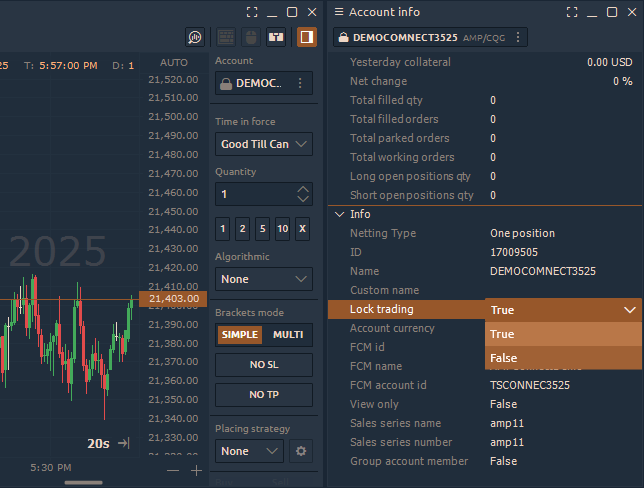 25 T: 5:57:00 PM D: 1
AUTO
21,520.00
21,510.00
21,500.00
21,490.00
21,480.00
21,470.00
21,460.00
21,450.00
21,440.00
21,430.00
21,420.00
21,410.00
21,403.00
21,390.00
21,380.00
21,370.00
21,360.00
21,350.00
21,340.00
21,330.00
21,320.00
2025
20s
5:30 PM
Account
DEMOC..
Time in force
Good Till Can
Quantity
1
1 2 5 10 X
Algorithmic
None
Brackets mode
SIMPLE MULTI
NO SL
NO TP
Placing strategy
None
Account info
DEMOCOMNECT3525 AMP/CQG
Yesterday collateral 0.00 USD
Net change 0 %
Total filled qty 0
Total filled orders 0
Total parked orders 0
Total working orders 0
Long open positions qty 0
Short open positions qty 0
Info
Netting Type One position
ID 17009505
Name DEMOCOMNECT3525
Custom name
Lock trading True
True
False
Account currency
FCM id
FCM name
FCM account id TSCONNEC3525
View only False
Sales series name amp11
Sales series number amp11
Group account member False